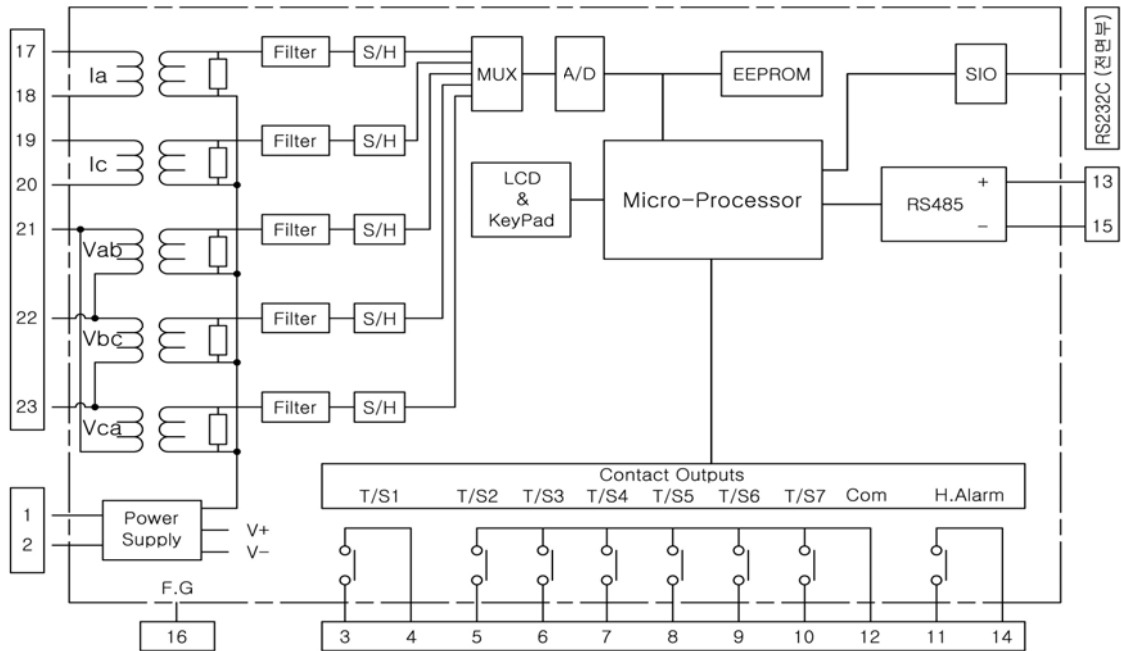 17
Ia
18
Filter
S/H
MUX
A/D
EEPROM
SIO
RS232C (전면부)
19
Ic
20
Filter
S/H
LCD
&
KeyPad
Micro-Processor
RS485
+
−
13
15
21
Vab
Filter
S/H
22
Vbc
Filter
S/H
23
Vca
Filter
S/H
Contact Outputs
T/S1 T/S2 T/S3 T/S4 T/S5 T/S6 T/S7 Com H.Alarm
1
2
Power
Supply
V+
V−
F.G
16
3 4 5 6 7 8 9 10 12 11 14